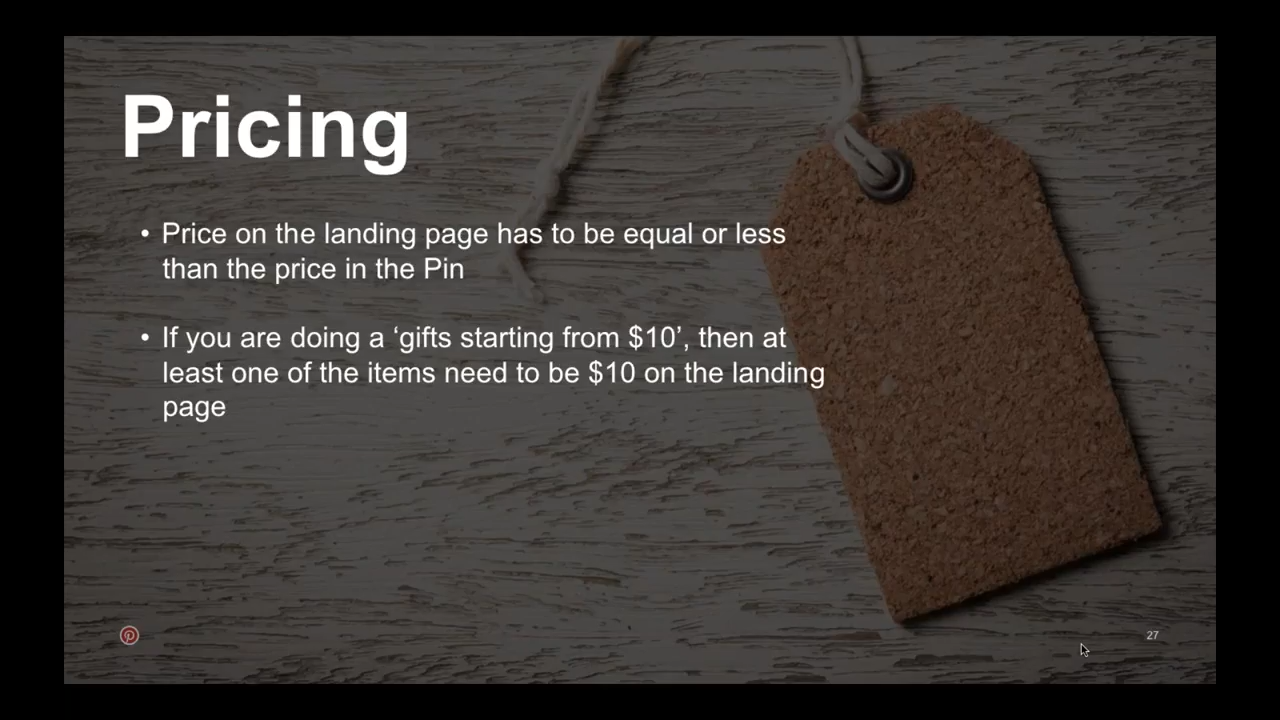 Pricing
• Price on the landing page has to be equal or less
than the price in the Pin
• If you are doing a ‘gifts starting from $10’, then at
least one of the items need to be $10 on the landing
page
27